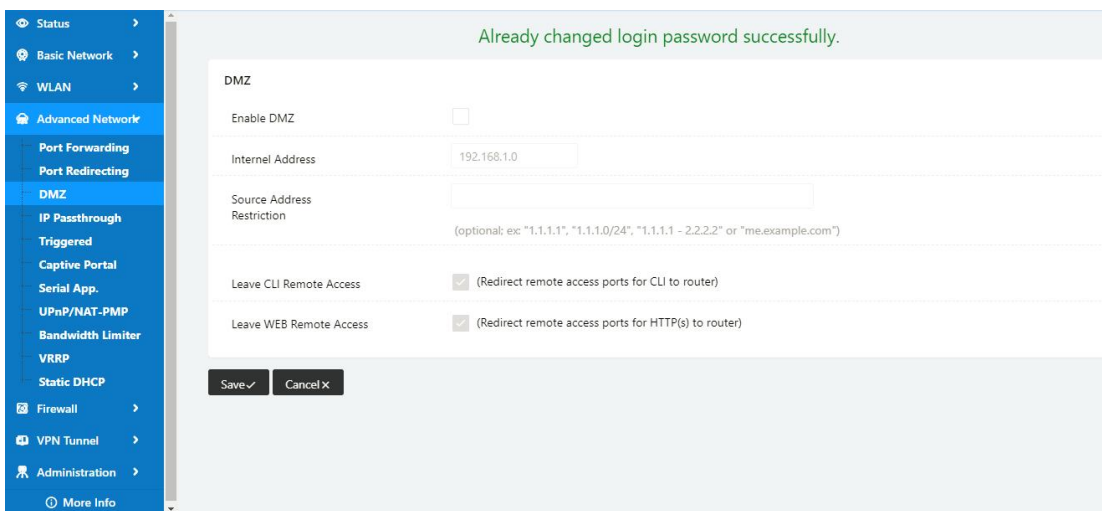 Status
Basic Network
WLAN
Advanced Network
Port Forwarding
Port Redirecting
DMZ
IP Passthrough
Triggered
Captive Portal
Serial App.
UPnP/NAT-PMP
Bandwidth Limiter
VRRP
Static DHCP
Firewall
VPN Tunnel
Administration
More Info
Already changed login password successfully.
DMZ
Enable DMZ
Internel Address
192.168.1.0
Source Address
Restriction
(optional; ex: "1.1.1.1", "1.1.1.0/24", "1.1.1.1 - 2.2.2.2" or "me.example.com")
Leave CLI Remote Access
(Redirect remote access ports for CLI to router)
Leave WEB Remote Access
(Redirect remote access ports for HTTP(s) to router)
Save
Cancel